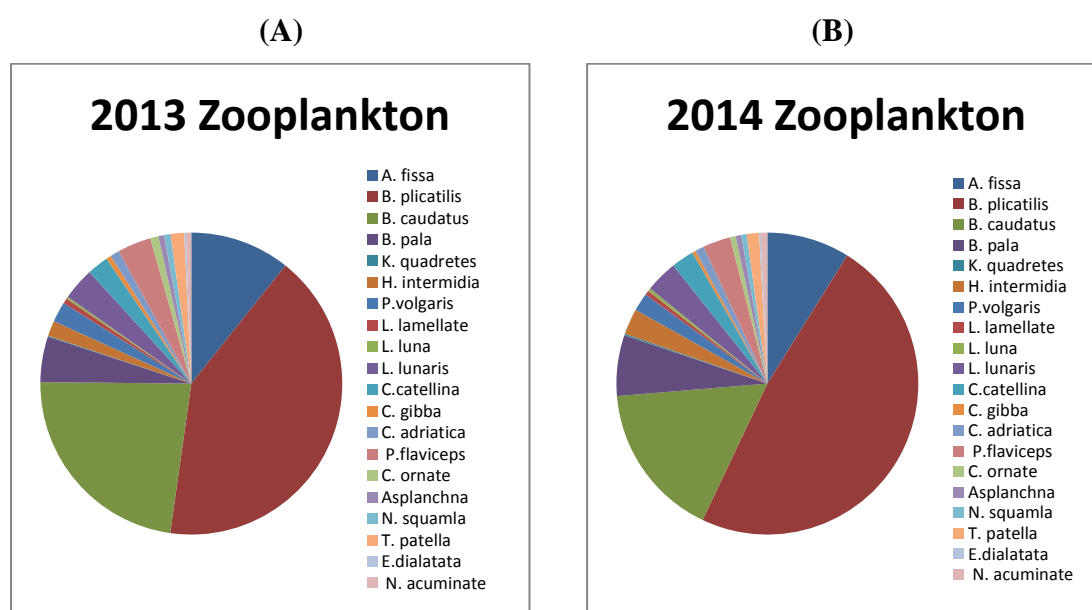 (A)
2013 Zooplankton
A. fissa
B. plicatilis
B. caudatus
B. pala
K. quadretes
H. intermidia
P.volgaris
L. lamellate
L. luna
L. lunaris
C.catellina
C. gibba
C. adriatica
P.flaviceps
C. ornate
Asplanchna
N. squamla
T. patella
E.dialatata
N. acuminate
(B)
2014 Zooplankton
A. fissa
B. plicatilis
B. caudatus
B. pala
K. quadretes
H. intermidia
P.volgaris
L. lamellate
L. luna
L. lunaris
C.catellina
C. gibba
C. adriatica
P.flaviceps
C. ornate
Asplanchna
N. squamla
T. patella
E.dialatata
N. acuminate